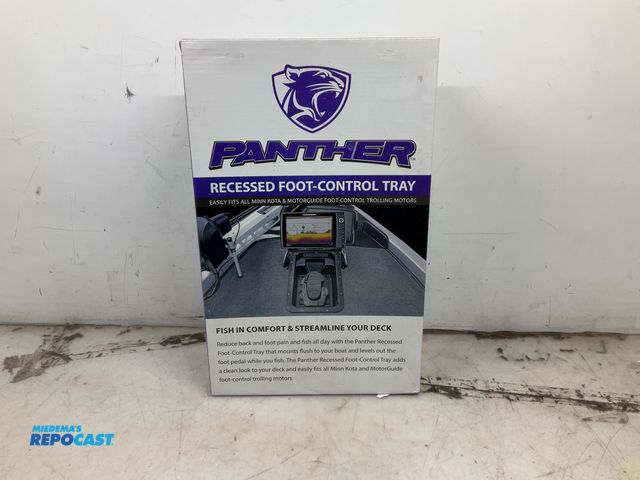 PANTHER
RECESSED FOOT-CONTROL TRAY
EASILY FITS ALL MINN KOTA & MOTORGUIDE FOOT-CONTROL TROLLING MOTORS
FISH IN COMFORT & STREAMLINE YOUR DECK
Reduce back and foot pain and fish all day with the Panther Recessed
Foot-Control Tray that mounts flush to your boat and levels out the
foot pedal while you fish. The Panther Recessed Foot-Control Tray adds
a clean look to your deck and easily fits all Minn Kota and MotorGuide
foot-control trolling motors.
MIEDEMA'S
REPOCAST